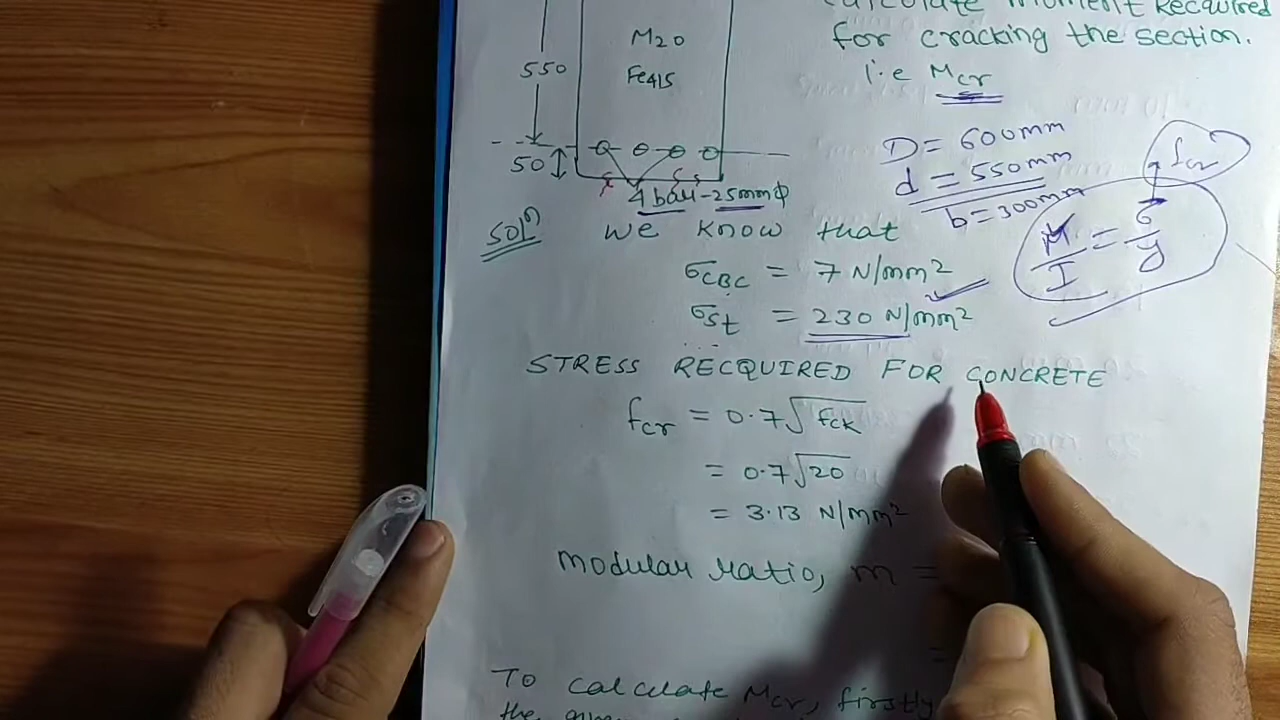 calculate moment Recquired
for cracking the section.
i.e Mcr
M20
Fe415
550
50
4 bars - 25mm ϕ
D = 600mm
d = 550mm
b = 300mm
fcr
M/I = σ/y
Solⁿ We know that
σCBC = 7 N/mm²
σSt = 230 N/mm²
STRESS RECQUIRED FOR CONCRETE
fcr = 0.7√fck
= 0.7√20
= 3.13 N/mm²
Modular ratio, m =
=
To calculate Mcr, firstly
the